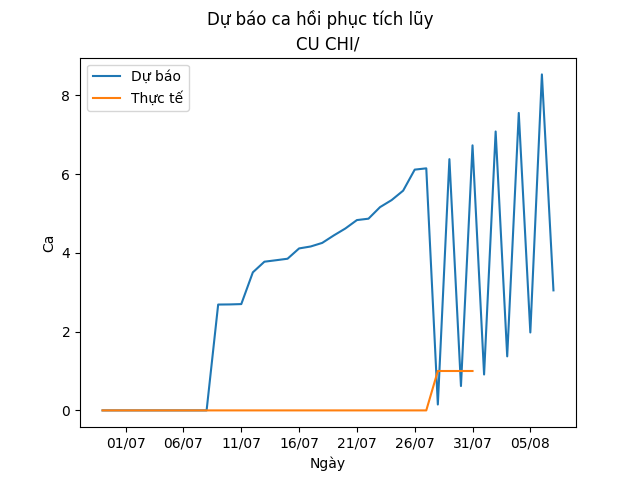 Dự báo ca hồi phục tích lũy
CU CHI/
Dự báo
Thực tế
8
6
4
2
0
Ca
01/07 06/07 11/07 16/07 21/07 26/07 31/07 05/08
Ngày